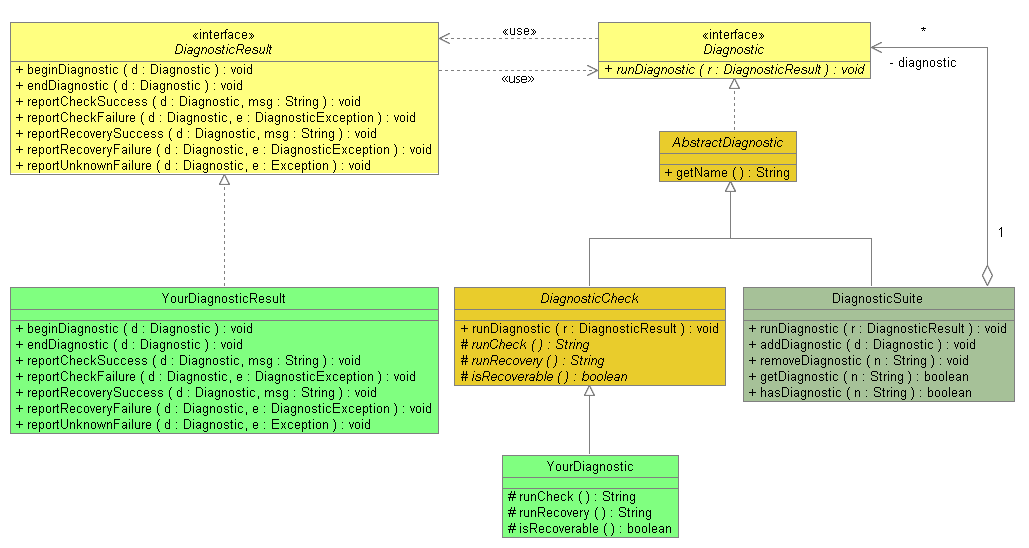 «interface»
DiagnosticResult
+ beginDiagnostic ( d : Diagnostic ) : void
+ endDiagnostic ( d : Diagnostic ) : void
+ reportCheckSuccess ( d : Diagnostic, msg : String ) : void
+ reportCheckFailure ( d : Diagnostic, e : DiagnosticException ) : void
+ reportRecoverySuccess ( d : Diagnostic, msg : String ) : void
+ reportRecoveryFailure ( d : Diagnostic, e : DiagnosticException ) : void
+ reportUnknownFailure ( d : Diagnostic, e : Exception ) : void
«use»
«use»
«interface»
Diagnostic
+ runDiagnostic ( r : DiagnosticResult ) : void
*
- diagnostic
AbstractDiagnostic
+ getName ( ) : String
1
YourDiagnosticResult
+ beginDiagnostic ( d : Diagnostic ) : void
+ endDiagnostic ( d : Diagnostic ) : void
+ reportCheckSuccess ( d : Diagnostic, msg : String ) : void
+ reportCheckFailure ( d : Diagnostic, e : DiagnosticException ) : void
+ reportRecoverySuccess ( d : Diagnostic, msg : String ) : void
+ reportRecoveryFailure ( d : Diagnostic, e : DiagnosticException ) : void
+ reportUnknownFailure ( d : Diagnostic, e : Exception ) : void
DiagnosticCheck
+ runDiagnostic ( r : DiagnosticResult ) : void
# runCheck ( ) : String
# runRecovery ( ) : String
# isRecoverable ( ) : boolean
DiagnosticSuite
+ runDiagnostic ( r : DiagnosticResult ) : void
+ addDiagnostic ( d : Diagnostic ) : void
+ removeDiagnostic ( n : String ) : void
+ getDiagnostic ( n : String ) : boolean
+ hasDiagnostic ( n : String ) : boolean
YourDiagnostic
# runCheck ( ) : String
# runRecovery ( ) : String
# isRecoverable ( ) : boolean